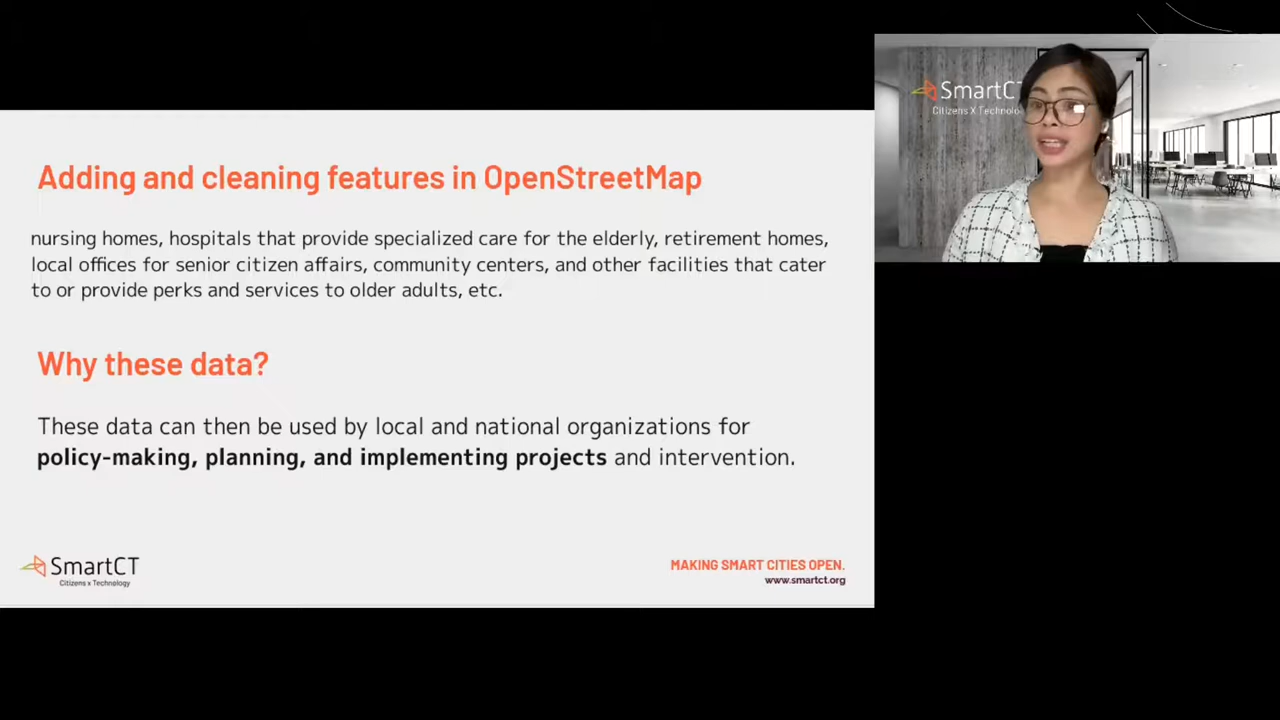 Adding and cleaning features in OpenStreetMap
nursing homes, hospitals that provide specialized care for the elderly, retirement homes,
local offices for senior citizen affairs, community centers, and other facilities that cater
to or provide perks and services to older adults, etc.
Why these data?
These data can then be used by local and national organizations for
policy-making, planning, and implementing projects and intervention.
SmartCT
Citizens x Technology
MAKING SMART CITIES OPEN.
www.smartct.org
SmartCT
Citizens X Technolo